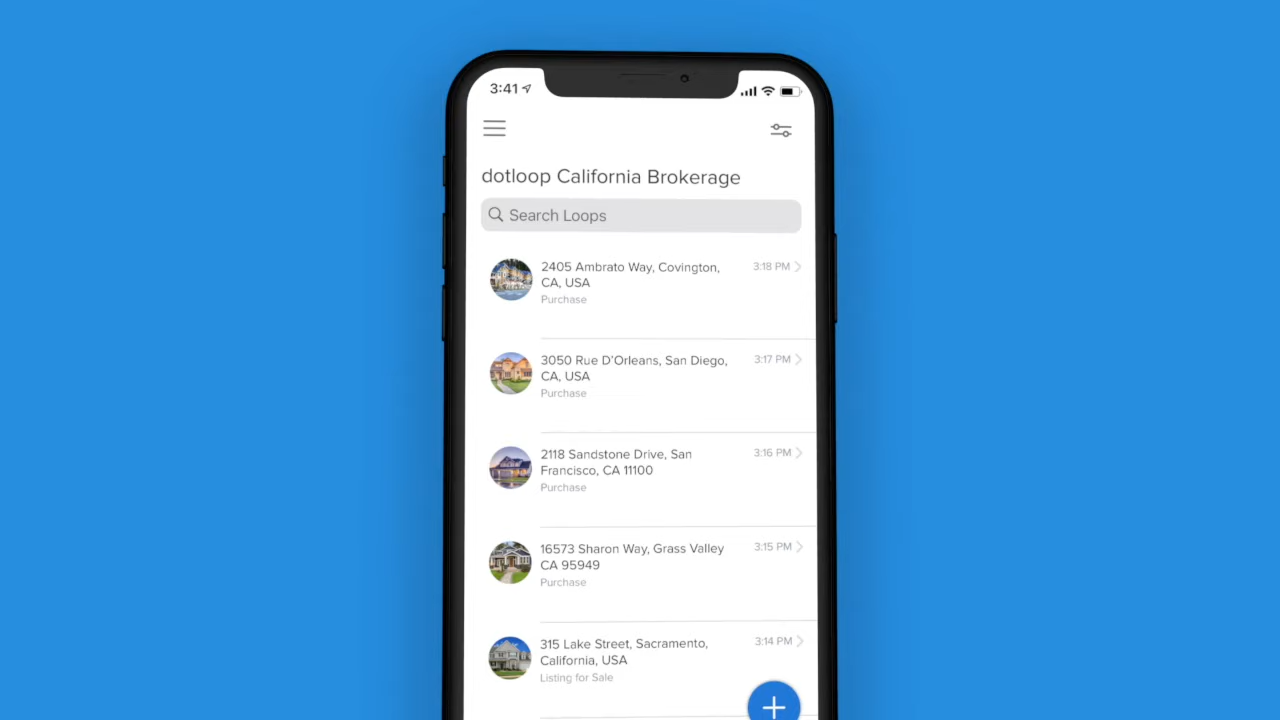 3:41
dotloop California Brokerage
Search Loops
2405 Ambrato Way, Covington,
CA, USA
Purchase
3:18 PM
3050 Rue D'Orleans, San Diego,
CA, USA
Purchase
3:17 PM
2118 Sandstone Drive, San
Francisco, CA 11100
Purchase
3:16 PM
16573 Sharon Way, Grass Valley
CA 95949
Purchase
3:15 PM
315 Lake Street, Sacramento,
California, USA
Listing for Sale
3:14 PM